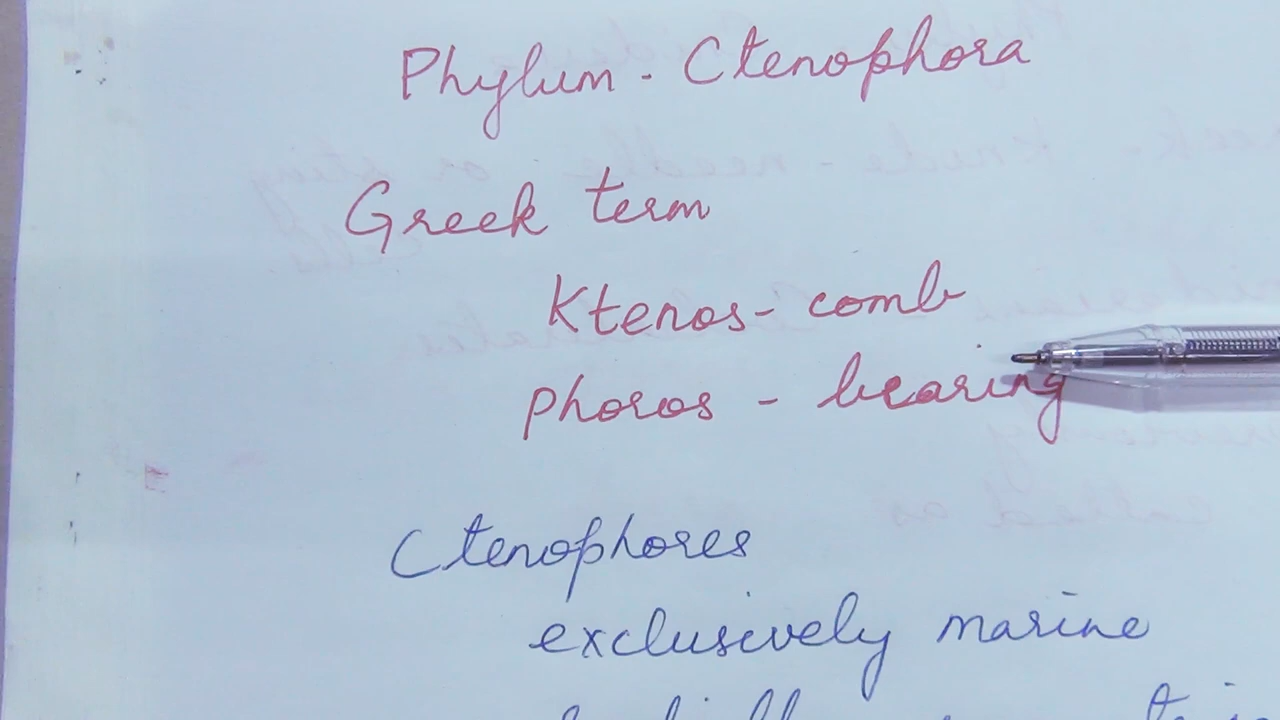 Phylum - Ctenophora
Greek term
Ktenos - comb
phoros - bearing
Ctenophores
exclusively marine